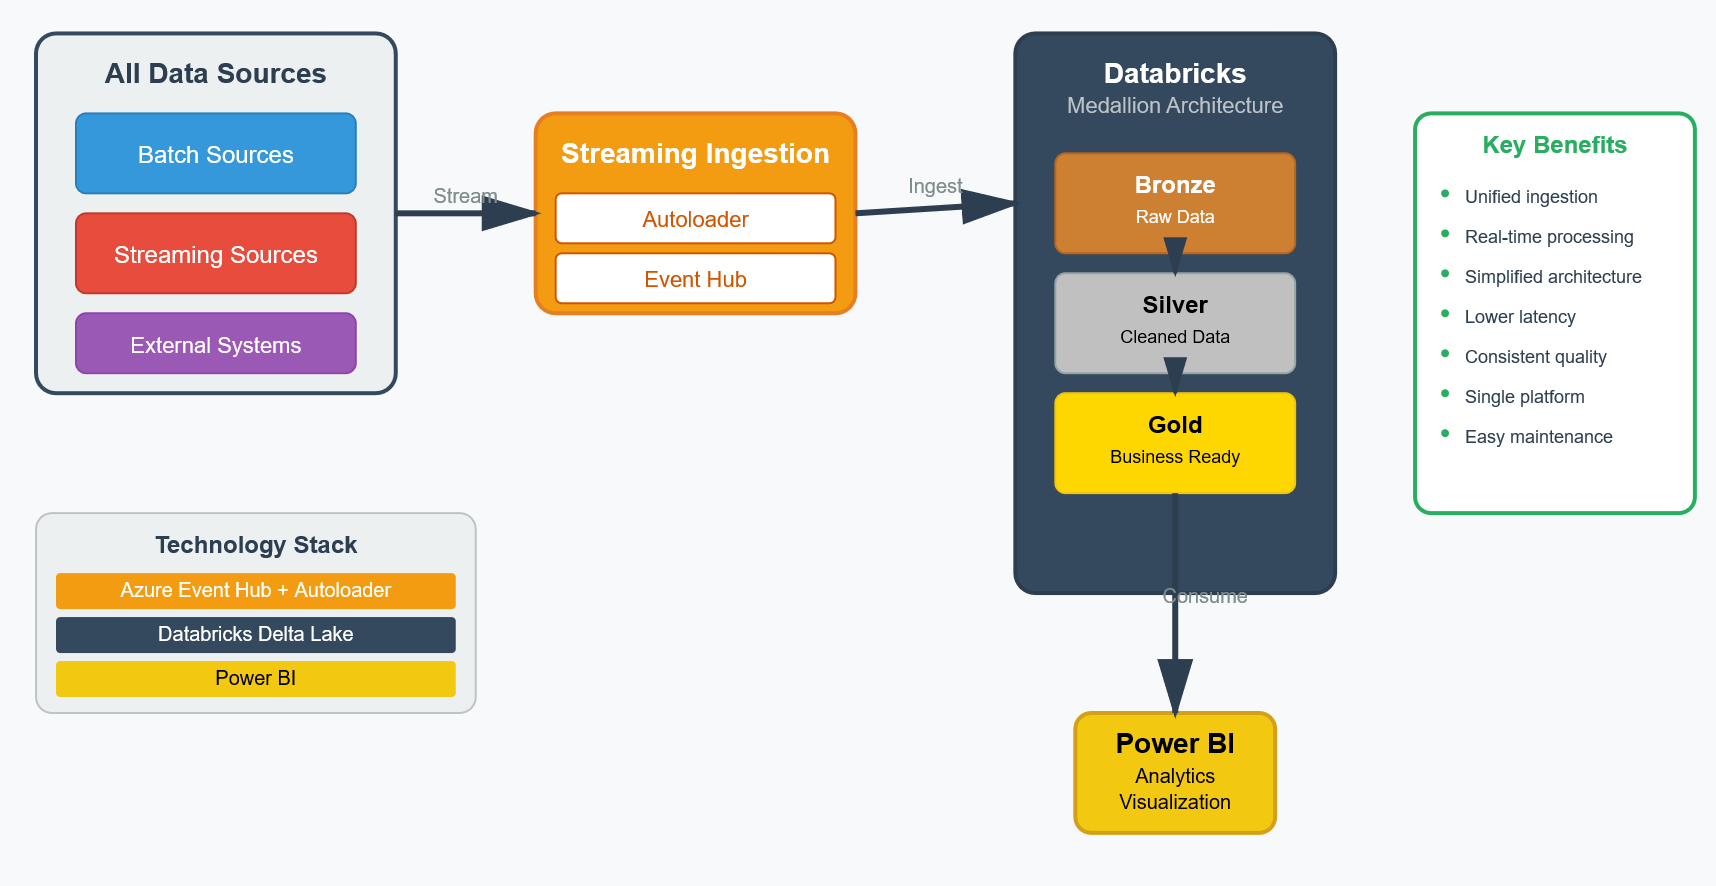 All Data Sources
Batch Sources
Streaming Sources
External Systems
Stream
Streaming Ingestion
Autoloader
Event Hub
Ingest
Databricks
Medallion Architecture
Bronze
Raw Data
Silver
Cleaned Data
Gold
Business Ready
Consume
Power BI
Analytics
Visualization
Key Benefits
• Unified ingestion
• Real-time processing
• Simplified architecture
• Lower latency
• Consistent quality
• Single platform
• Easy maintenance
Technology Stack
Azure Event Hub + Autoloader
Databricks Delta Lake
Power BI